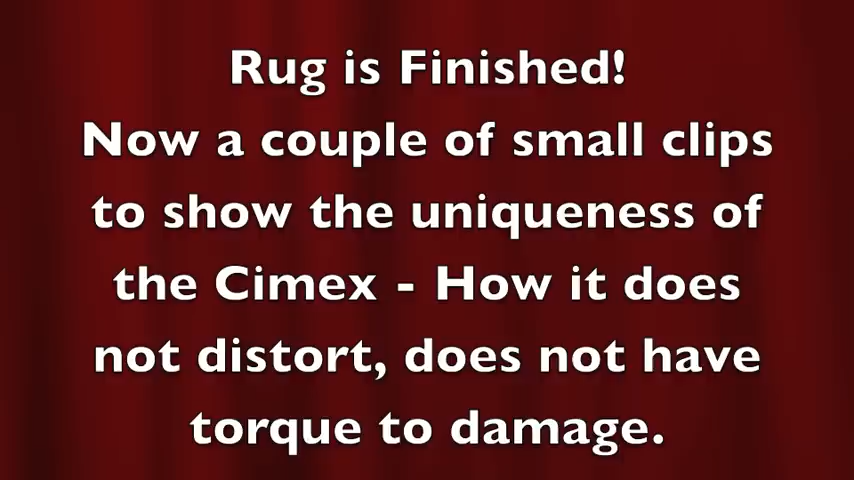 Rug is Finished!
Now a couple of small clips
to show the uniqueness of
the Cimex - How it does
not distort, does not have
torque to damage.